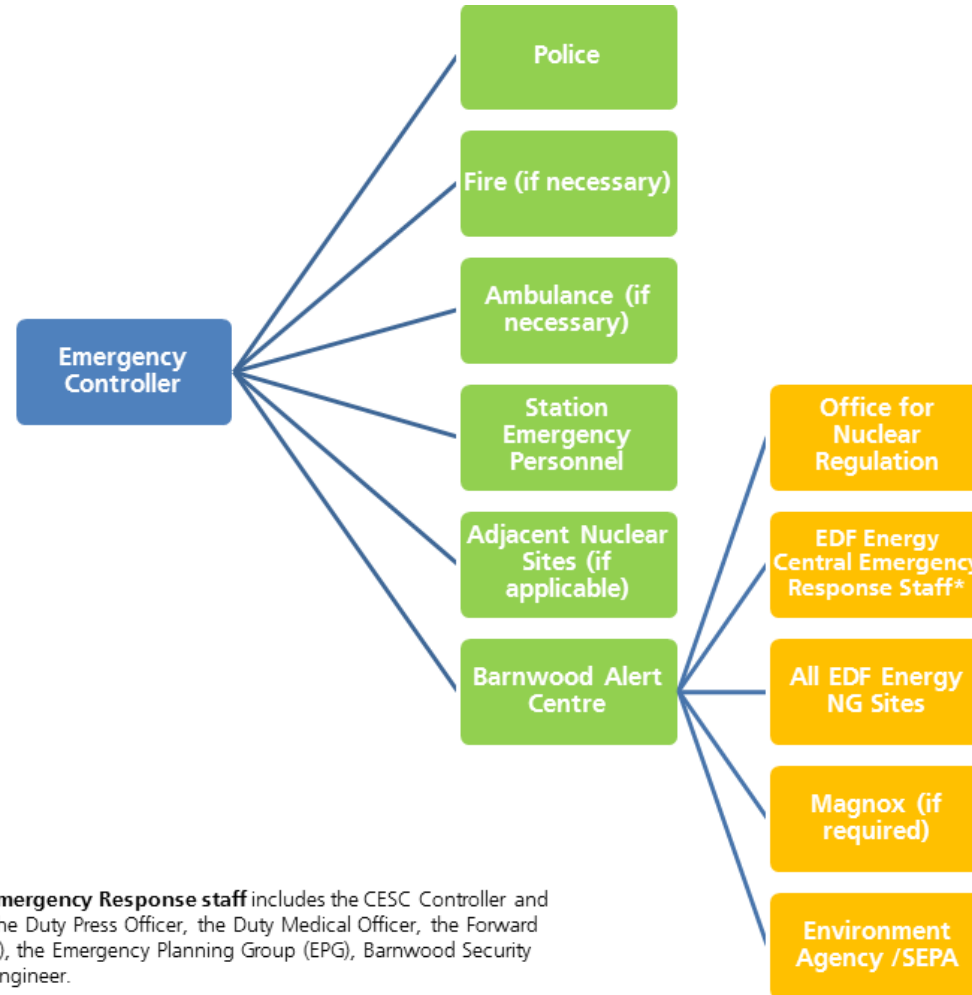 Police
Fire (if necessary)
Ambulance (if
necessary)
Emergency
Controller
Station
Emergency
Personnel
Adjacent Nuclear
Sites (if
applicable)
Barnwood Alert
Centre
Office for
Nuclear
Regulation
EDF Energy
Central Emergency
Response Staff*
All EDF Energy
NG Sites
Magnox (if
required)
Environment
Agency /SEPA
mergency Response staff includes the CESC Controller and
ne Duty Press Officer, the Duty Medical Officer, the Forward
), the Emergency Planning Group (EPG), Barnwood Security
ngineer.